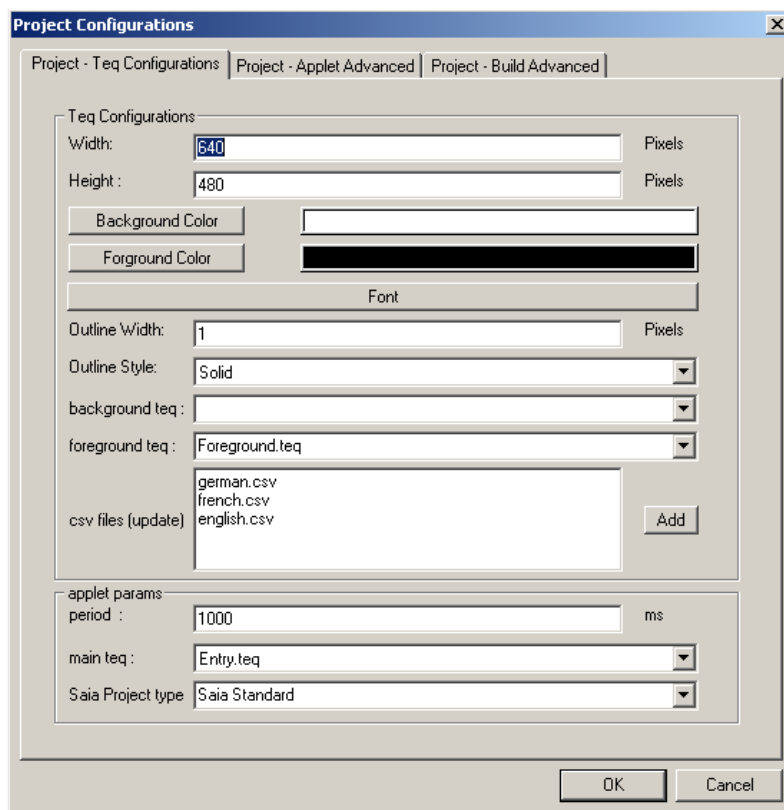 Project Configurations
Project - Teq Configurations Project - Applet Advanced Project - Build Advanced
Teq Configurations
Width: 640 Pixels
Height : 480 Pixels
Background Color
Forground Color
Font
Outline Width: 1 Pixels
Outline Style: Solid
background teq :
foreground teq : Foreground.teq
german.csv
french.csv
csv files (update) english.csv Add
applet params
period : 1000 ms
main teq : Entry.teq
Saia Project type Saia Standard
OK Cancel